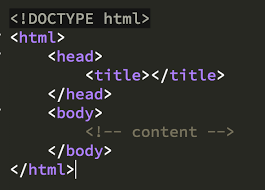 <!DOCTYPE html>
<html>
    <head>
        <title></title>
    </head>
    <body>
        <!-- content -->
    </body>
</html>